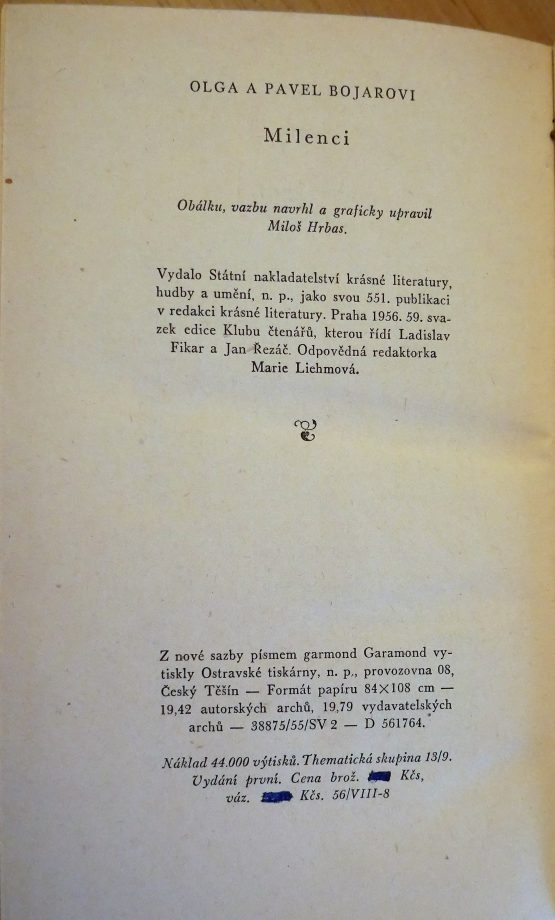 OLGA A PAVEL BOJAROVI
Milenci
Obálku, vazbu navrhl a graficky upravil
Miloš Hrbas.
Vydalo Státní nakladatelství krásné literatury,
hudby a umění, n. p., jako svou 551. publikaci
v redakci krásné literatury. Praha 1956. 59. sva-
zek edice Klubu čtenářů, kterou řídí Ladislav
Fikar a Jan Řezáč. Odpovědná redaktorka
Marie Liehmová.
Z nové sazby písmem garmond Garamond vy-
tiskly Ostravské tiskárny, n. p., provozovna 08,
Český Těšín — Formát papíru 84×108 cm —
19,42 autorských archů, 19,79 vydavatelských
archů — 38875/55/SV 2 — D 561764.
Náklad 44.000 výtisků. Thematická skupina 13/9.
Vydání první. Cena brož. Kčs,
váz. Kčs. 56/VIII-8